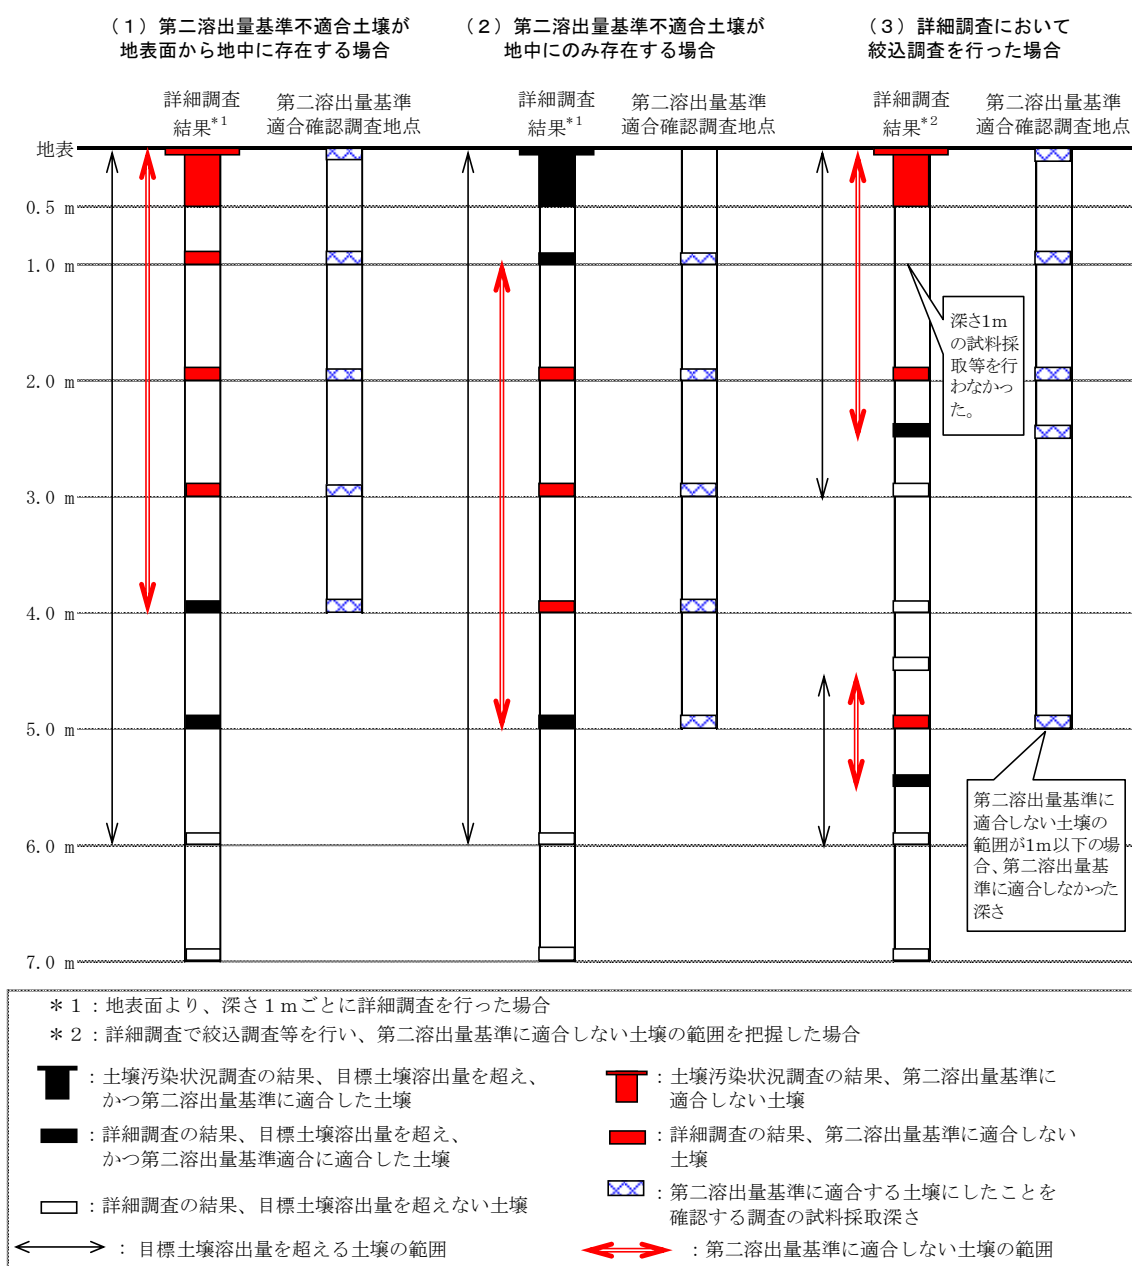 （１）第二溶出量基準不適合土壌が
地表面から地中に存在する場合
（２）第二溶出量基準不適合土壌が
地中にのみ存在する場合
（３）詳細調査において
絞込調査を行った場合
詳細調査
結果*1
第二溶出量基準
適合確認調査地点
詳細調査
結果*1
第二溶出量基準
適合確認調査地点
詳細調査
結果*2
第二溶出量基準
適合確認調査地点
地表
0.5 m
1.0 m
2.0 m
3.0 m
4.0 m
5.0 m
6.0 m
7.0 m
深さ1m
の試料採
取等を行
わなかっ
た。
第二溶出量基準に
適合しない土壌の
範囲が1m以下の場
合、第二溶出量基
準に適合しなかった
深さ
＊１：地表面より、深さ１ｍごとに詳細調査を行った場合
＊２：詳細調査で絞込調査等を行い、第二溶出量基準に適合しない土壌の範囲を把握した場合
：土壌汚染状況調査の結果、目標土壌溶出量を超え、
かつ第二溶出量基準に適合した土壌
：詳細調査の結果、目標土壌溶出量を超え、
かつ第二溶出量基準適合に適合した土壌
：詳細調査の結果、目標土壌溶出量を超えない土壌
：目標土壌溶出量を超える土壌の範囲
：土壌汚染状況調査の結果、第二溶出量基準に
適合しない土壌
：詳細調査の結果、第二溶出量基準に適合しない
土壌
：第二溶出量基準に適合する土壌にしたことを
確認する調査の試料採取深さ
：第二溶出量基準に適合しない土壌の範囲